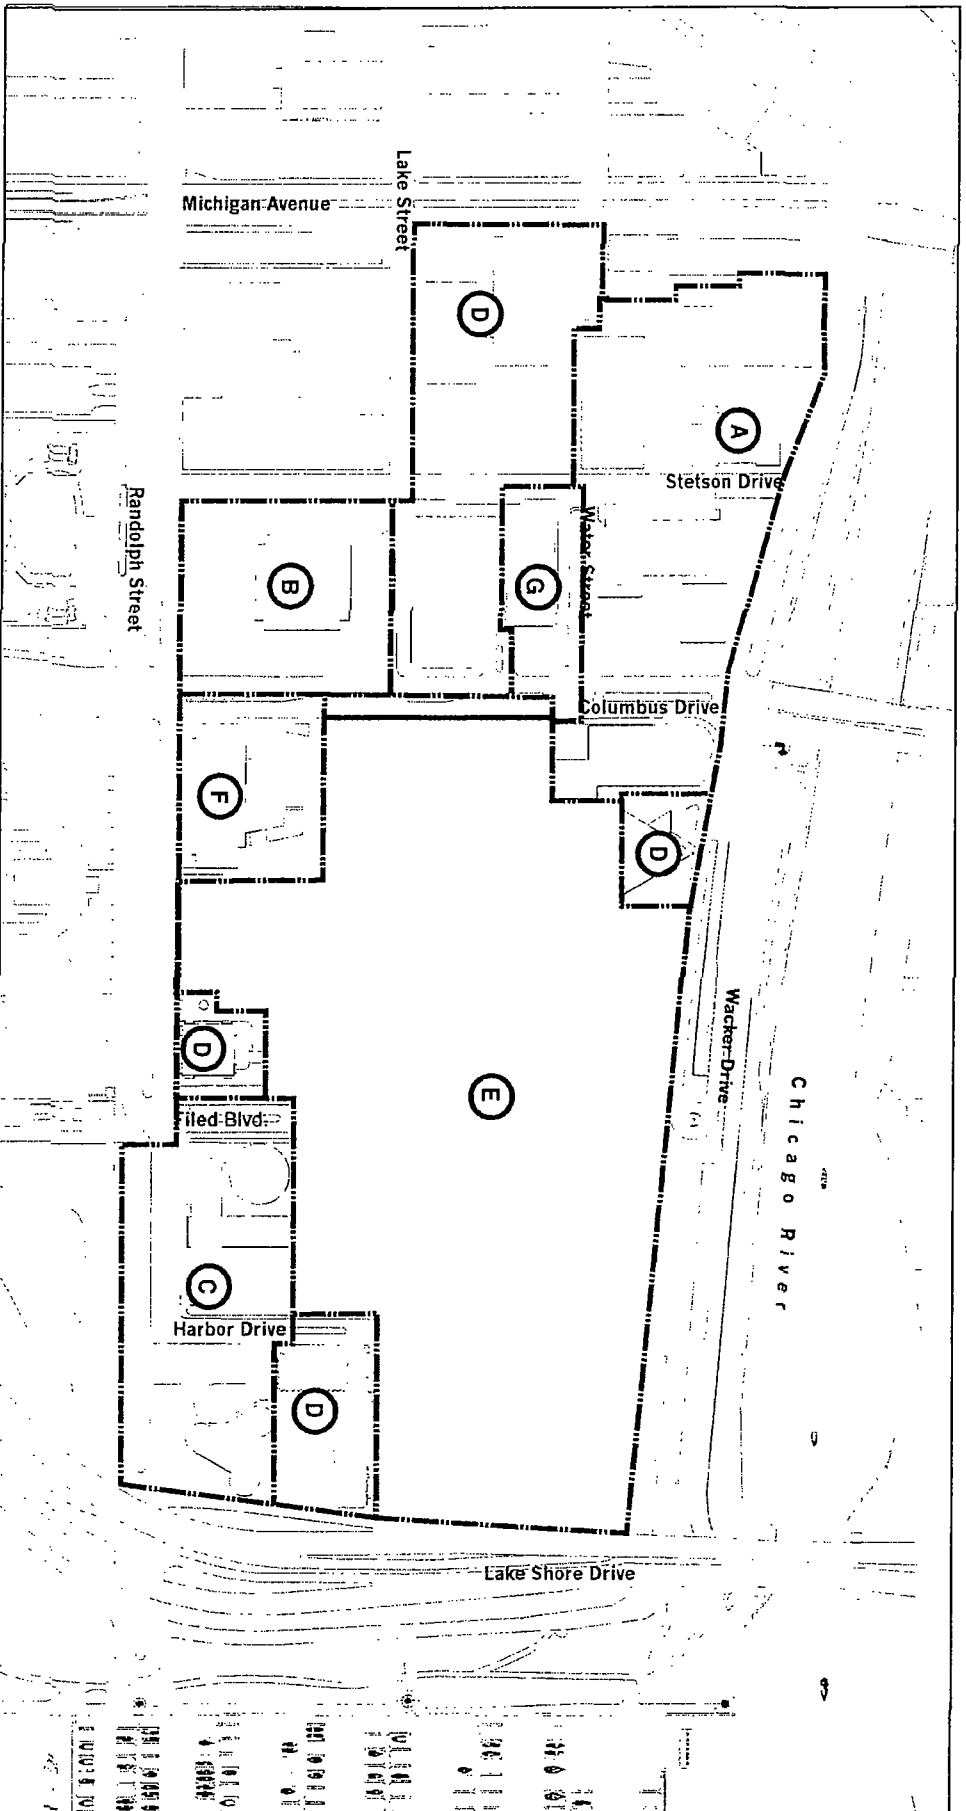 Lake Street
Michigan Avenue
D
A
Stetson Drive
Water Street
Randolph Street
B
G
Columbus Drive
F
D
Wacker Drive
D
E
iled Blvd.
Chicago River
C
Harbor Drive
D
Lake Shore Drive